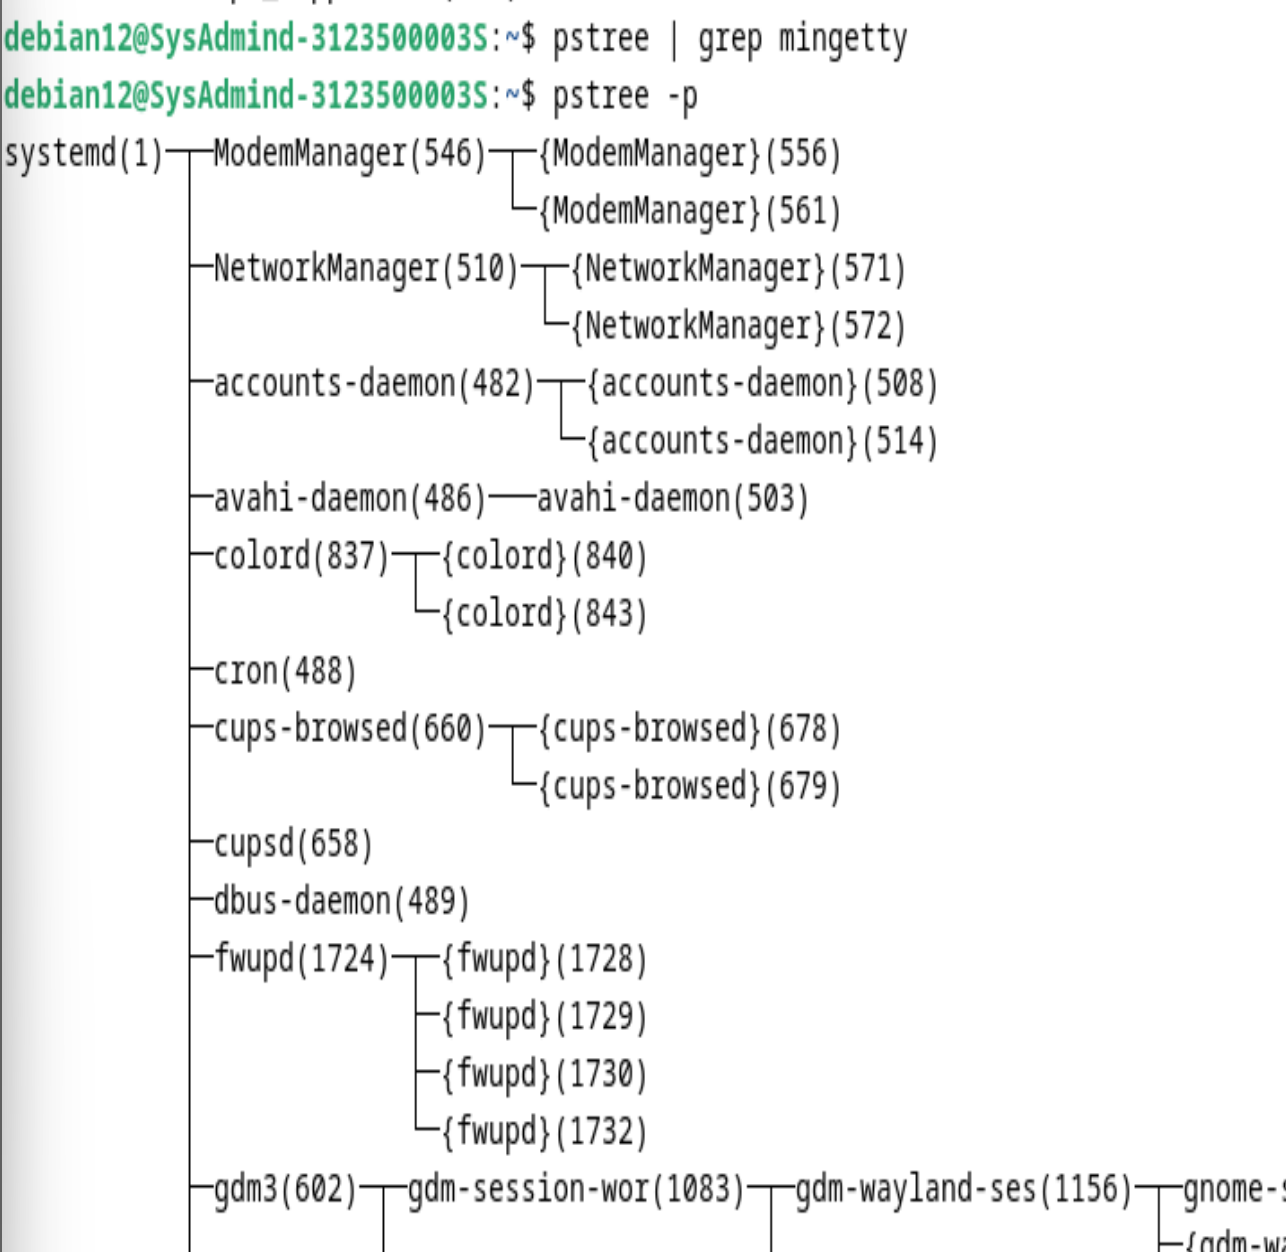 debian12@SysAdmind-3123500003S:~$ pstree | grep mingetty
debian12@SysAdmind-3123500003S:~$ pstree -p
systemd(1)─┬─ModemManager(546)─┬─{ModemManager}(556)
{ModemManager}(561)
NetworkManager(510)─┬─{NetworkManager}(571)
{NetworkManager}(572)
accounts-daemon(482)─┬─{accounts-daemon}(508)
{accounts-daemon}(514)
avahi-daemon(486)───avahi-daemon(503)
colord(837)─┬─{colord}(840)
{colord}(843)
cron(488)
cups-browsed(660)─┬─{cups-browsed}(678)
{cups-browsed}(679)
cupsd(658)
dbus-daemon(489)
fwupd(1724)─┬─{fwupd}(1728)
{fwupd}(1729)
{fwupd}(1730)
{fwupd}(1732)
gdm3(602)─┬─gdm-session-wor(1083)─┬─gdm-wayland-ses(1156)─┬─gnome-